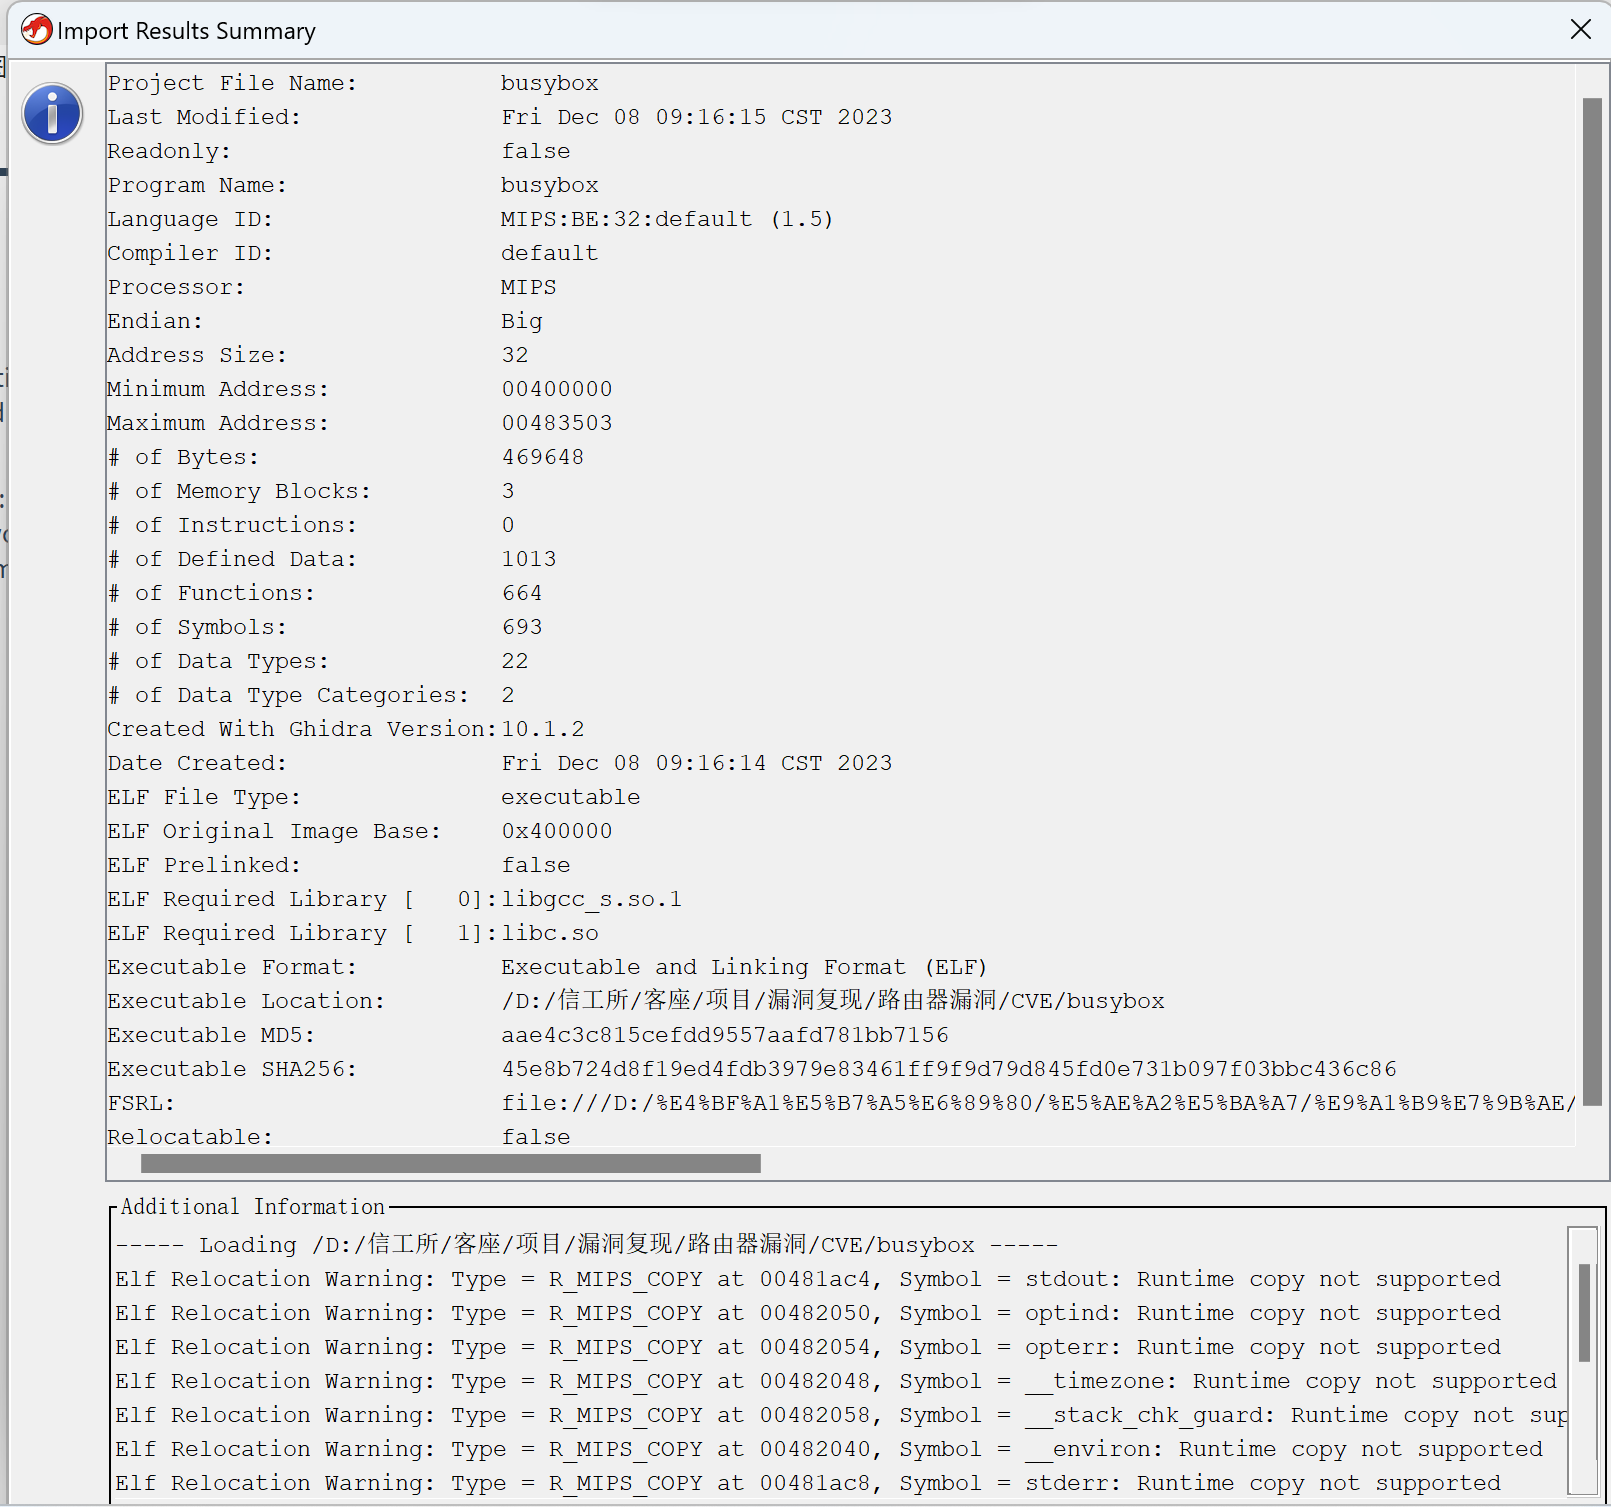 Import Results Summary
Project File Name: busybox
Last Modified: Fri Dec 08 09:16:15 CST 2023
Readonly: false
Program Name: busybox
Language ID: MIPS:BE:32:default (1.5)
Compiler ID: default
Processor: MIPS
Endian: Big
Address Size: 32
Minimum Address: 00400000
Maximum Address: 00483503
# of Bytes: 469648
# of Memory Blocks: 3
# of Instructions: 0
# of Defined Data: 1013
# of Functions: 664
# of Symbols: 693
# of Data Types: 22
# of Data Type Categories: 2
Created With Ghidra Version: 10.1.2
Date Created: Fri Dec 08 09:16:14 CST 2023
ELF File Type: executable
ELF Original Image Base: 0x400000
ELF Prelinked: false
ELF Required Library [ 0]: libgcc_s.so.1
ELF Required Library [ 1]: libc.so
Executable Format: Executable and Linking Format (ELF)
Executable Location: /D:/信工所/客座/项目/漏洞复现/路由器漏洞/CVE/busybox
Executable MD5: aae4c3c815cefdd9557aafd781bb7156
Executable SHA256: 45e8b724d8f19ed4fdb3979e83461ff9f9d79d845fd0e731b097f03bbc436c86
FSRL: file:///D:/%E4%BF%A1%E5%B7%A5%E6%89%80/%E5%AE%A2%E5%BA%A7/%E9%A1%B9%E7%9B%AE/
Relocatable: false
Additional Information
----- Loading /D:/信工所/客座/项目/漏洞复现/路由器漏洞/CVE/busybox -----
Elf Relocation Warning: Type = R_MIPS_COPY at 00481ac4, Symbol = stdout: Runtime copy not supported
Elf Relocation Warning: Type = R_MIPS_COPY at 00482050, Symbol = optind: Runtime copy not supported
Elf Relocation Warning: Type = R_MIPS_COPY at 00482054, Symbol = opterr: Runtime copy not supported
Elf Relocation Warning: Type = R_MIPS_COPY at 00482048, Symbol = __timezone: Runtime copy not supported
Elf Relocation Warning: Type = R_MIPS_COPY at 00482058, Symbol = __stack_chk_guard: Runtime copy not sup
Elf Relocation Warning: Type = R_MIPS_COPY at 00482040, Symbol = __environ: Runtime copy not supported
Elf Relocation Warning: Type = R_MIPS_COPY at 00481ac8, Symbol = stderr: Runtime copy not supported